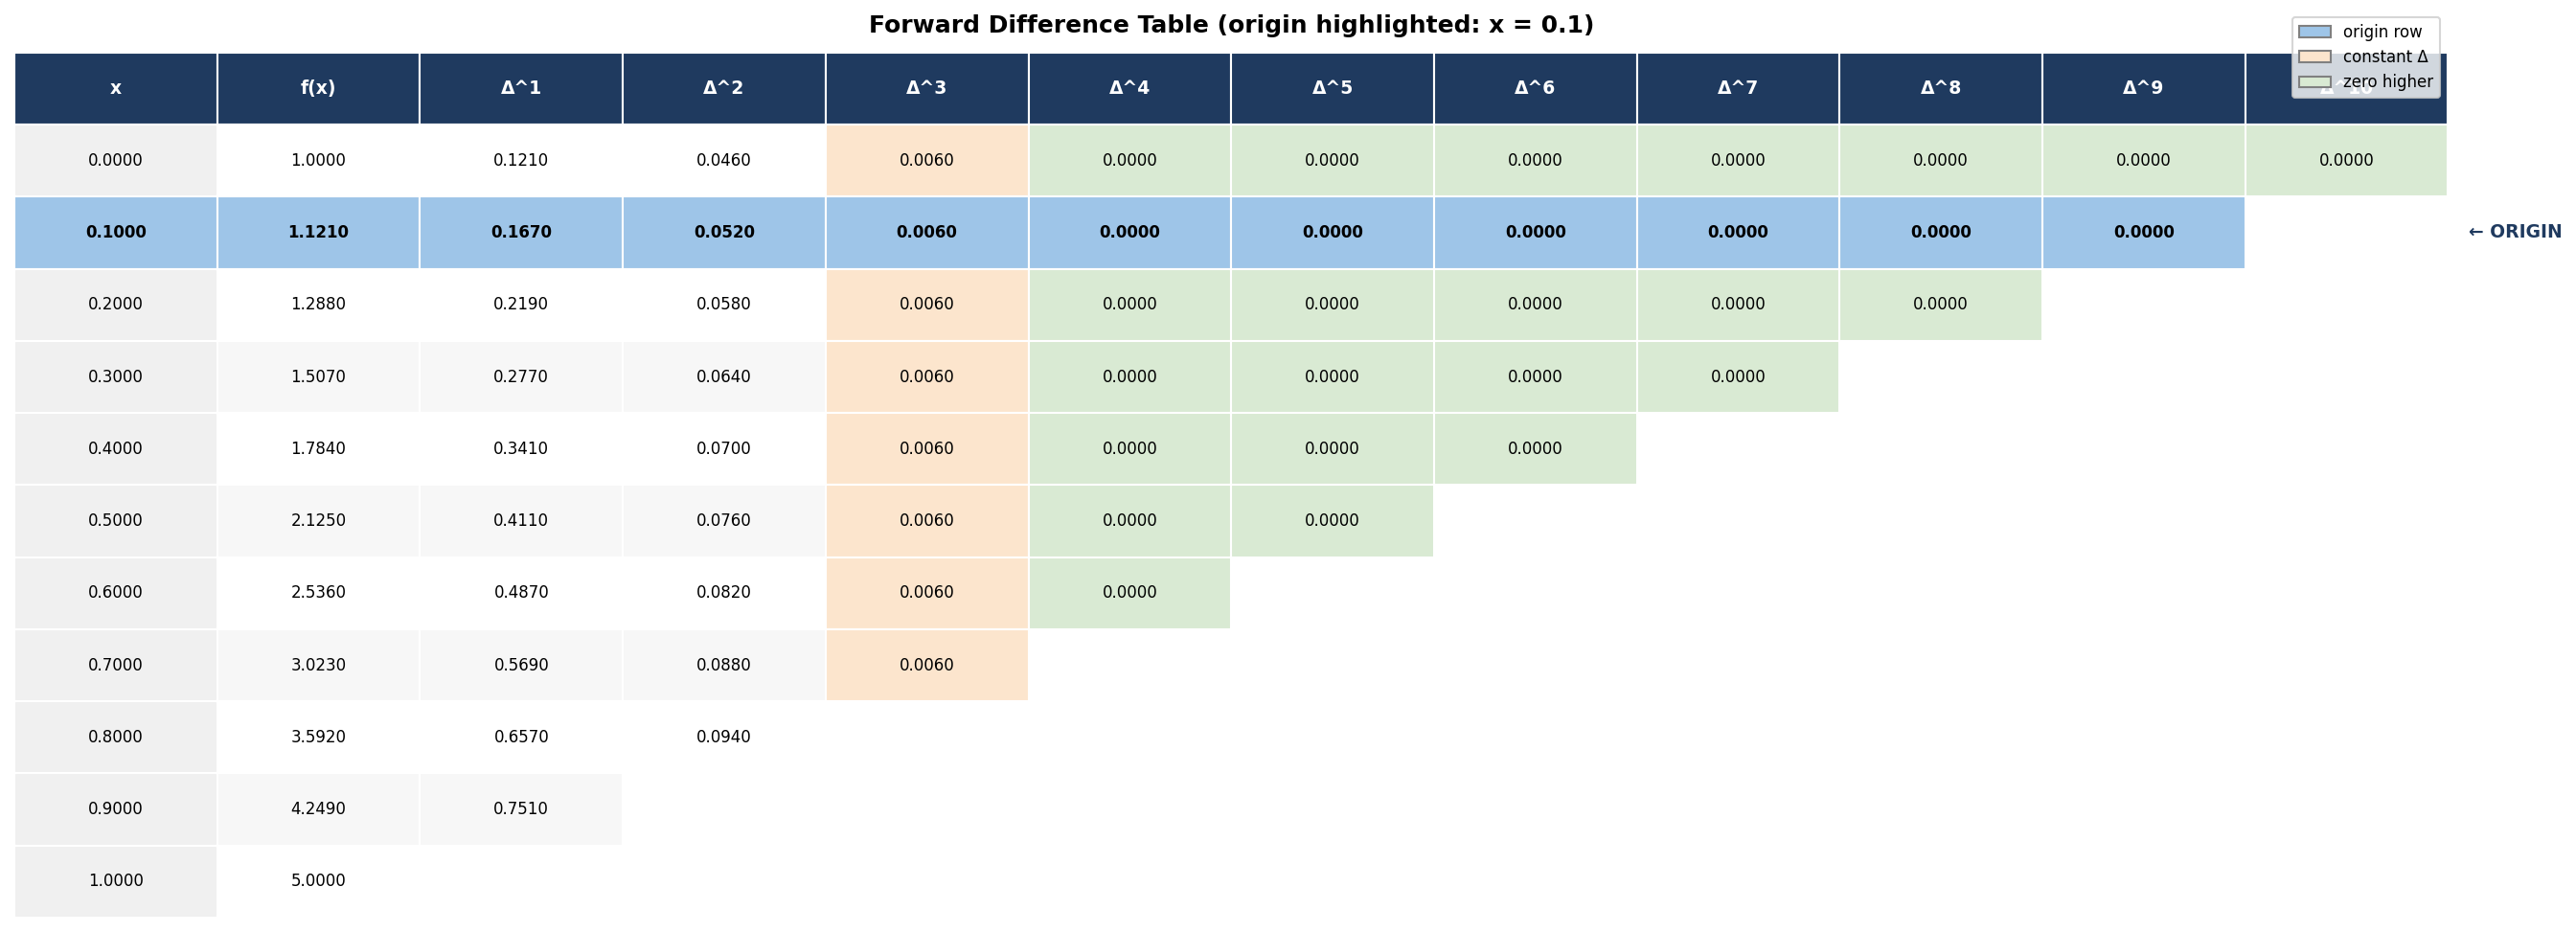 Forward Difference Table (origin highlighted: x = 0.1)
origin row
constant Δ
zero higher
x f(x) Δ^1 Δ^2 Δ^3 Δ^4 Δ^5 Δ^6 Δ^7 Δ^8 Δ^9 Δ^10
0.0000 1.0000 0.1210 0.0460 0.0060 0.0000 0.0000 0.0000 0.0000 0.0000 0.0000 0.0000
0.1000 1.1210 0.1670 0.0520 0.0060 0.0000 0.0000 0.0000 0.0000 0.0000 0.0000 ← ORIGIN
0.2000 1.2880 0.2190 0.0580 0.0060 0.0000 0.0000 0.0000 0.0000 0.0000
0.3000 1.5070 0.2770 0.0640 0.0060 0.0000 0.0000 0.0000 0.0000
0.4000 1.7840 0.3410 0.0700 0.0060 0.0000 0.0000 0.0000
0.5000 2.1250 0.4110 0.0760 0.0060 0.0000 0.0000
0.6000 2.5360 0.4870 0.0820 0.0060 0.0000
0.7000 3.0230 0.5690 0.0880 0.0060
0.8000 3.5920 0.6570 0.0940
0.9000 4.2490 0.7510
1.0000 5.0000